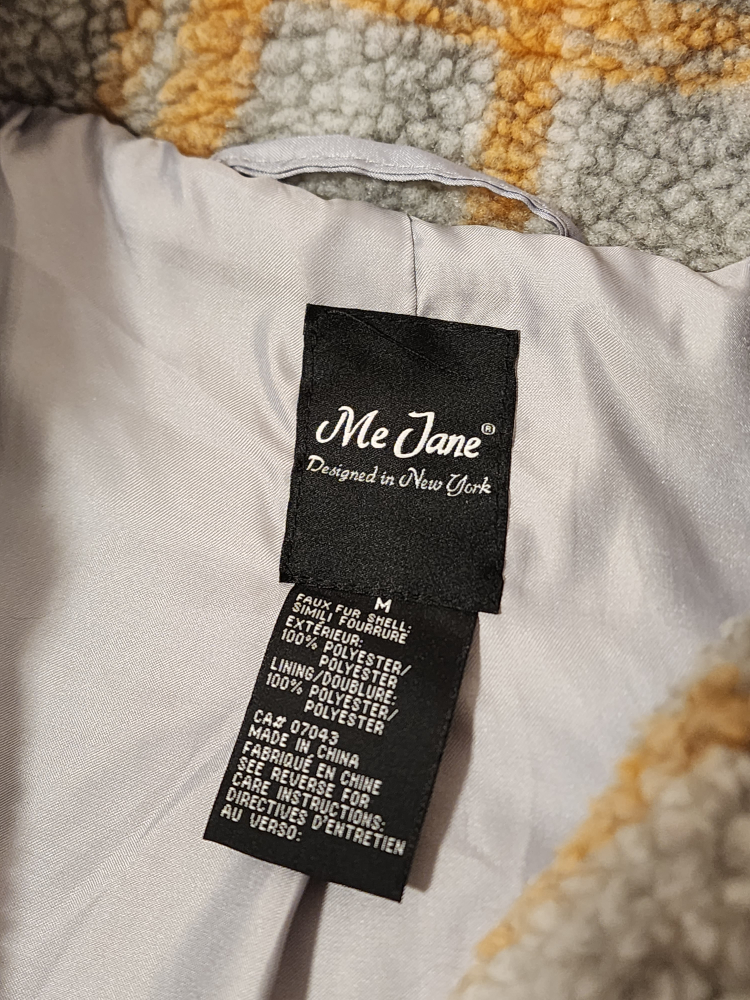 Me Jane®
Designed in New York
M
FAUX FUR SHELL:
SIMILI FOURRURE
EXTÉRIEUR:
100% POLYESTER/
POLYESTER
LINING/DOUBLURE:
100% POLYESTER/
POLYESTER
CA# 07043
MADE IN CHINA
FABRIQUÉ EN CHINE
SEE REVERSE FOR
CARE INSTRUCTIONS:
DIRECTIVES D'ENTRETIEN
AU VERSO: